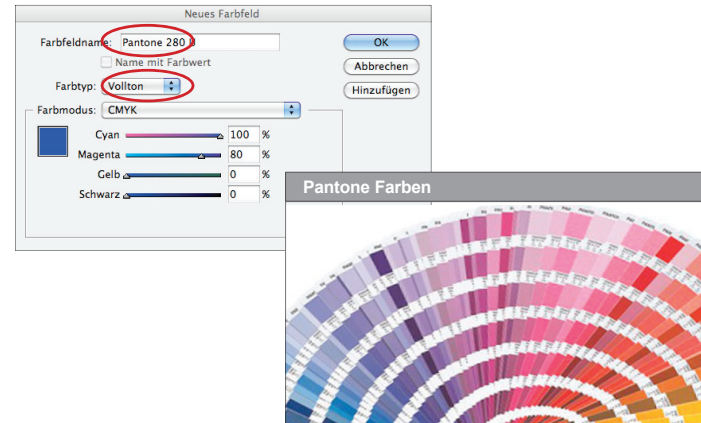 Neues Farbfeld
Farbfeldname: Pantone 280 U
Name mit Farbwert
Farbtyp: Vollton
Farbmodus: CMYK
Cyan 100 %
Magenta 80 %
Gelb 0 %
Schwarz 0 %
OK
Abbrechen
Hinzufügen
Pantone Farben